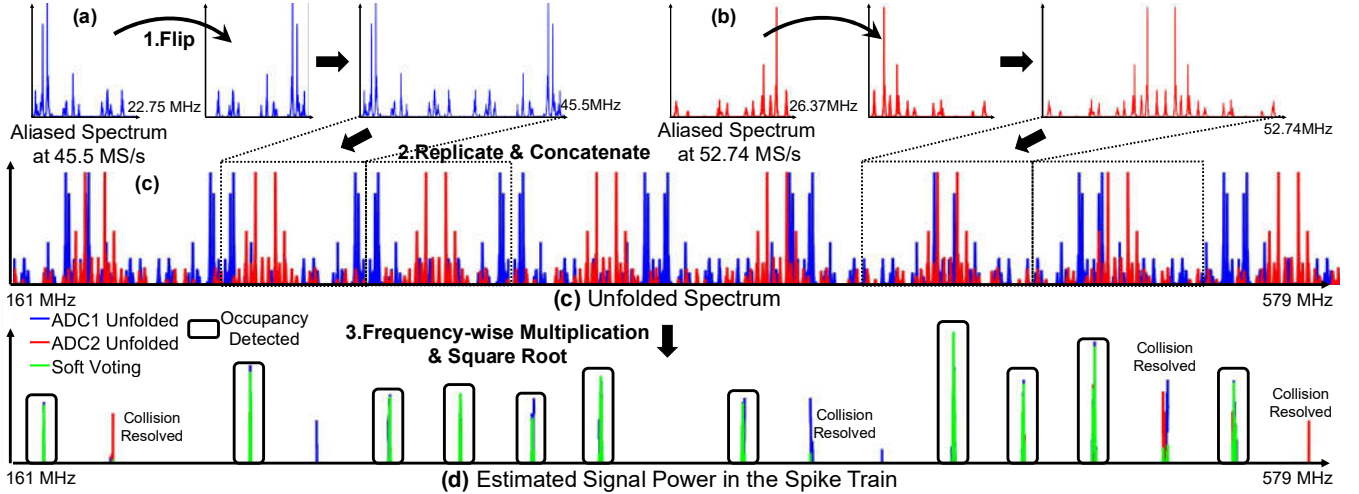 (a)
1.Flip
22.75 MHz
45.5MHz
Aliased Spectrum
at 45.5 MS/s
(b)
26.37MHz
52.74MHz
Aliased Spectrum
at 52.74 MS/s
2.Replicate & Concatenate
(c)
161 MHz
(c) Unfolded Spectrum
579 MHz
ADC1 Unfolded
ADC2 Unfolded
Soft Voting
Occupancy
Detected
3.Frequency-wise Multiplication
& Square Root
Collision
Resolved
Collision
Resolved
Collision
Resolved
Collision
Resolved
161 MHz
(d) Estimated Signal Power in the Spike Train
579 MHz